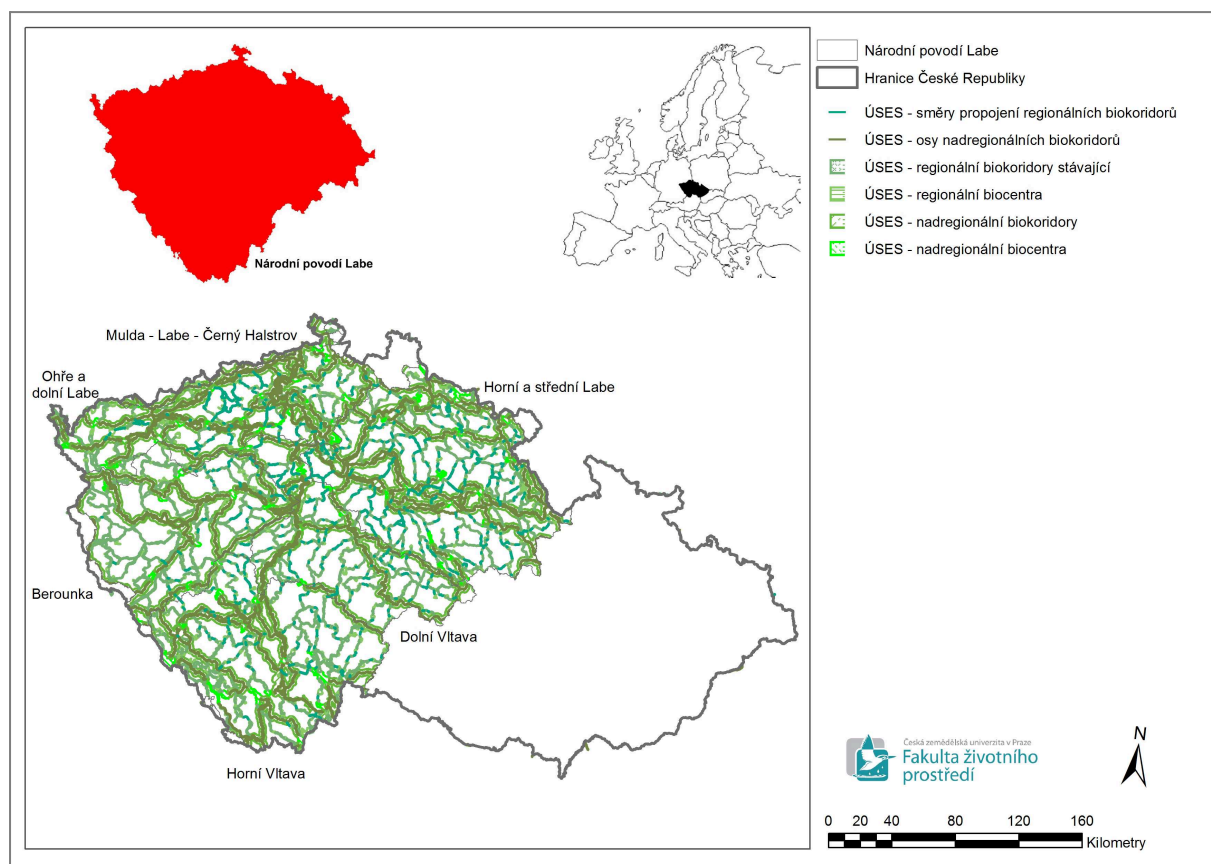 Národní povodí Labe
Mulda - Labe - Černý Halstrov
Ohře a
dolní Labe
Horní a střední Labe
Berounka
Dolní Vltava
Horní Vltava
Národní povodí Labe
Hranice České Republiky
ÚSES - směry propojení regionálních biokoridorů
ÚSES - osy nadregionálních biokoridorů
ÚSES - regionální biokoridory stávající
ÚSES - regionální biocentra
ÚSES - nadregionální biokoridory
ÚSES - nadregionální biocentra
Česká zemědělská univerzita v Praze
Fakulta životního
prostředí
N
0 20 40 80 120 160
Kilometry